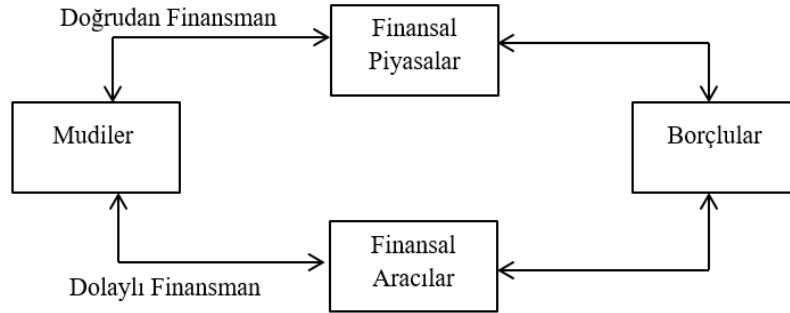 Doğrudan Finansman
Finansal
Piyasalar
Mudiler
Borçlular
Finansal
Aracılar
Dolaylı Finansman